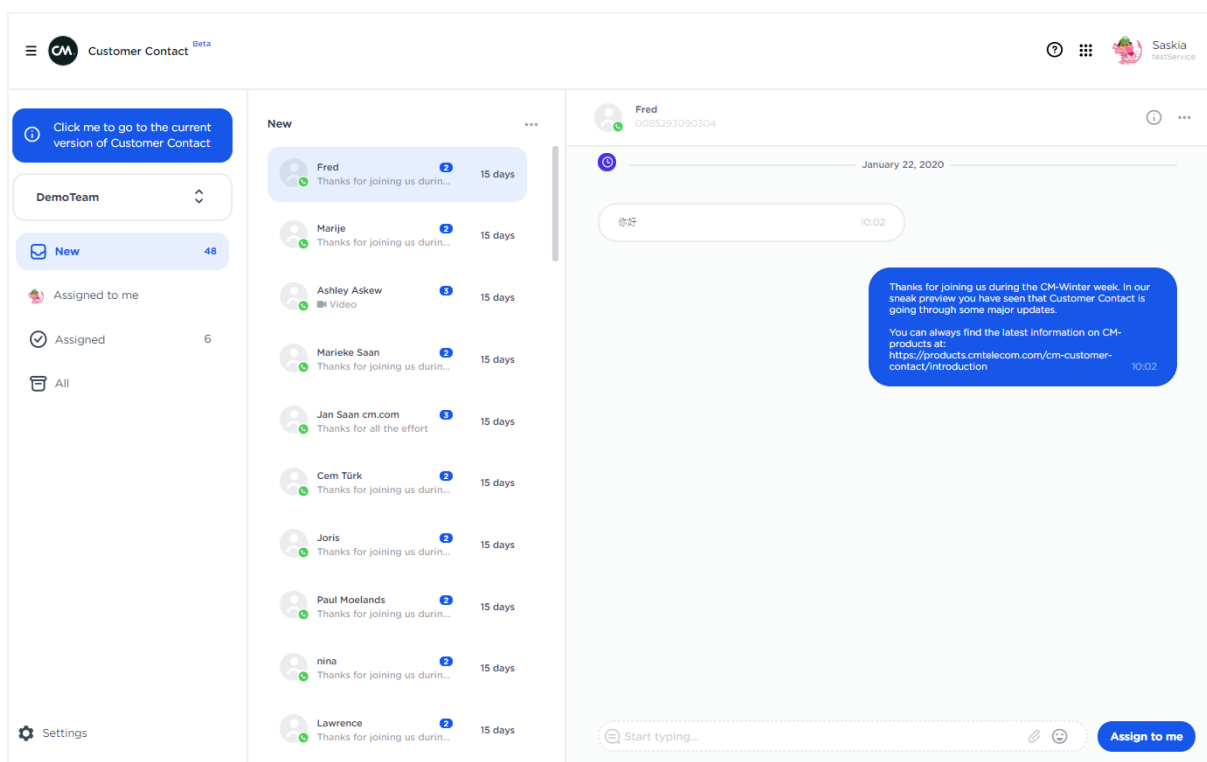 CM.
Customer Contact Beta
Saskia
testService
Click me to go to the current
version of Customer Contact
DemoTeam
New 48
Assigned to me
Assigned 6
All
Settings
New
Fred 2
Thanks for joining us durin... 15 days
Marije 2
Thanks for joining us durin... 15 days
Ashley Askew 3
Video 15 days
Marieke Saan 2
Thanks for joining us durin... 15 days
Jan Saan cm.com 3
Thanks for all the effort 15 days
Cem Türk 2
Thanks for joining us durin... 15 days
Joris 2
Thanks for joining us durin... 15 days
Paul Moelands 2
Thanks for joining us durin... 15 days
nina 2
Thanks for joining us durin... 15 days
Lawrence 2
Thanks for joining us durin... 15 days
Fred
0085293090304
January 22, 2020
你好 10:02
Thanks for joining us during the CM-Winter week. In our
sneak preview you have seen that Customer Contact is
going through some major updates.
You can always find the latest information on CM-
products at:
https://products.cmtelecom.com/cm-customer-
contact/introduction 10:02
Start typing...
Assign to me